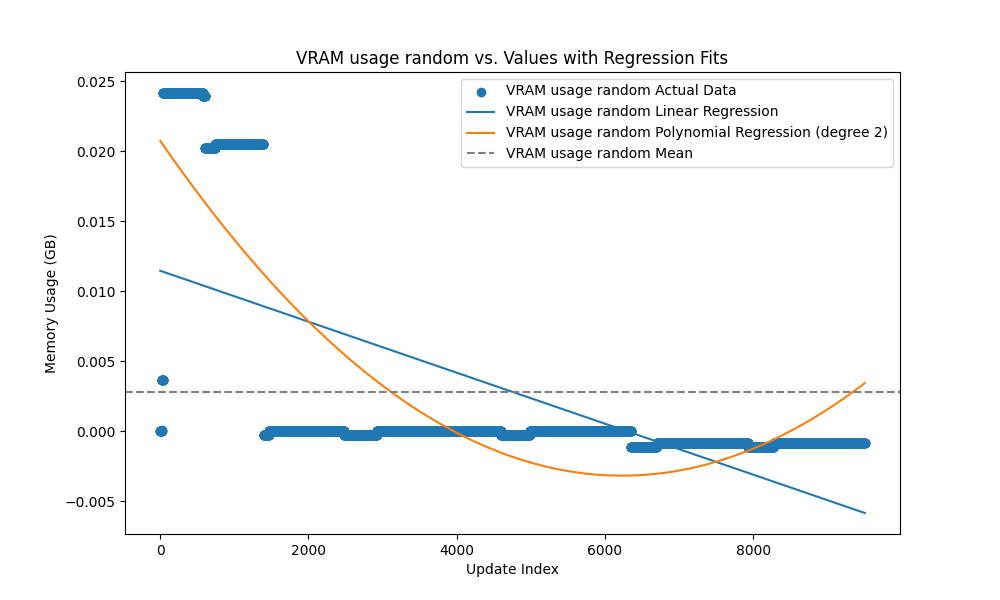 VRAM usage random vs. Values with Regression Fits
VRAM usage random Actual Data
VRAM usage random Linear Regression
VRAM usage random Polynomial Regression (degree 2)
VRAM usage random Mean
Memory Usage (GB)
0.025
0.020
0.015
0.010
0.005
0.000
−0.005
0 2000 4000 6000 8000
Update Index